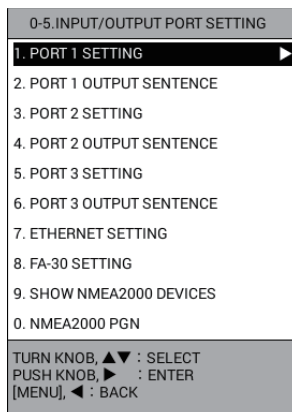 0-5.INPUT/OUTPUT PORT SETTING
1. PORT 1 SETTING ▶
2. PORT 1 OUTPUT SENTENCE
3. PORT 2 SETTING
4. PORT 2 OUTPUT SENTENCE
5. PORT 3 SETTING
6. PORT 3 OUTPUT SENTENCE
7. ETHERNET SETTING
8. FA-30 SETTING
9. SHOW NMEA2000 DEVICES
0. NMEA2000 PGN
TURN KNOB, ▲▼ : SELECT
PUSH KNOB, ▶ : ENTER
[MENU], ◀ : BACK